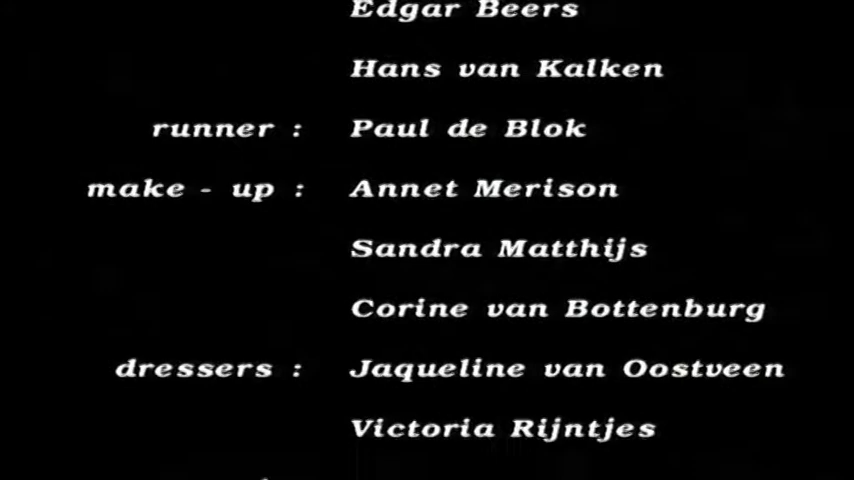 Edgar Beers
Hans van Kalken
runner : Paul de Blok
make - up : Annet Merison
Sandra Matthijs
Corine van Bottenburg
dressers : Jaqueline van Oostveen
Victoria Rijntjes